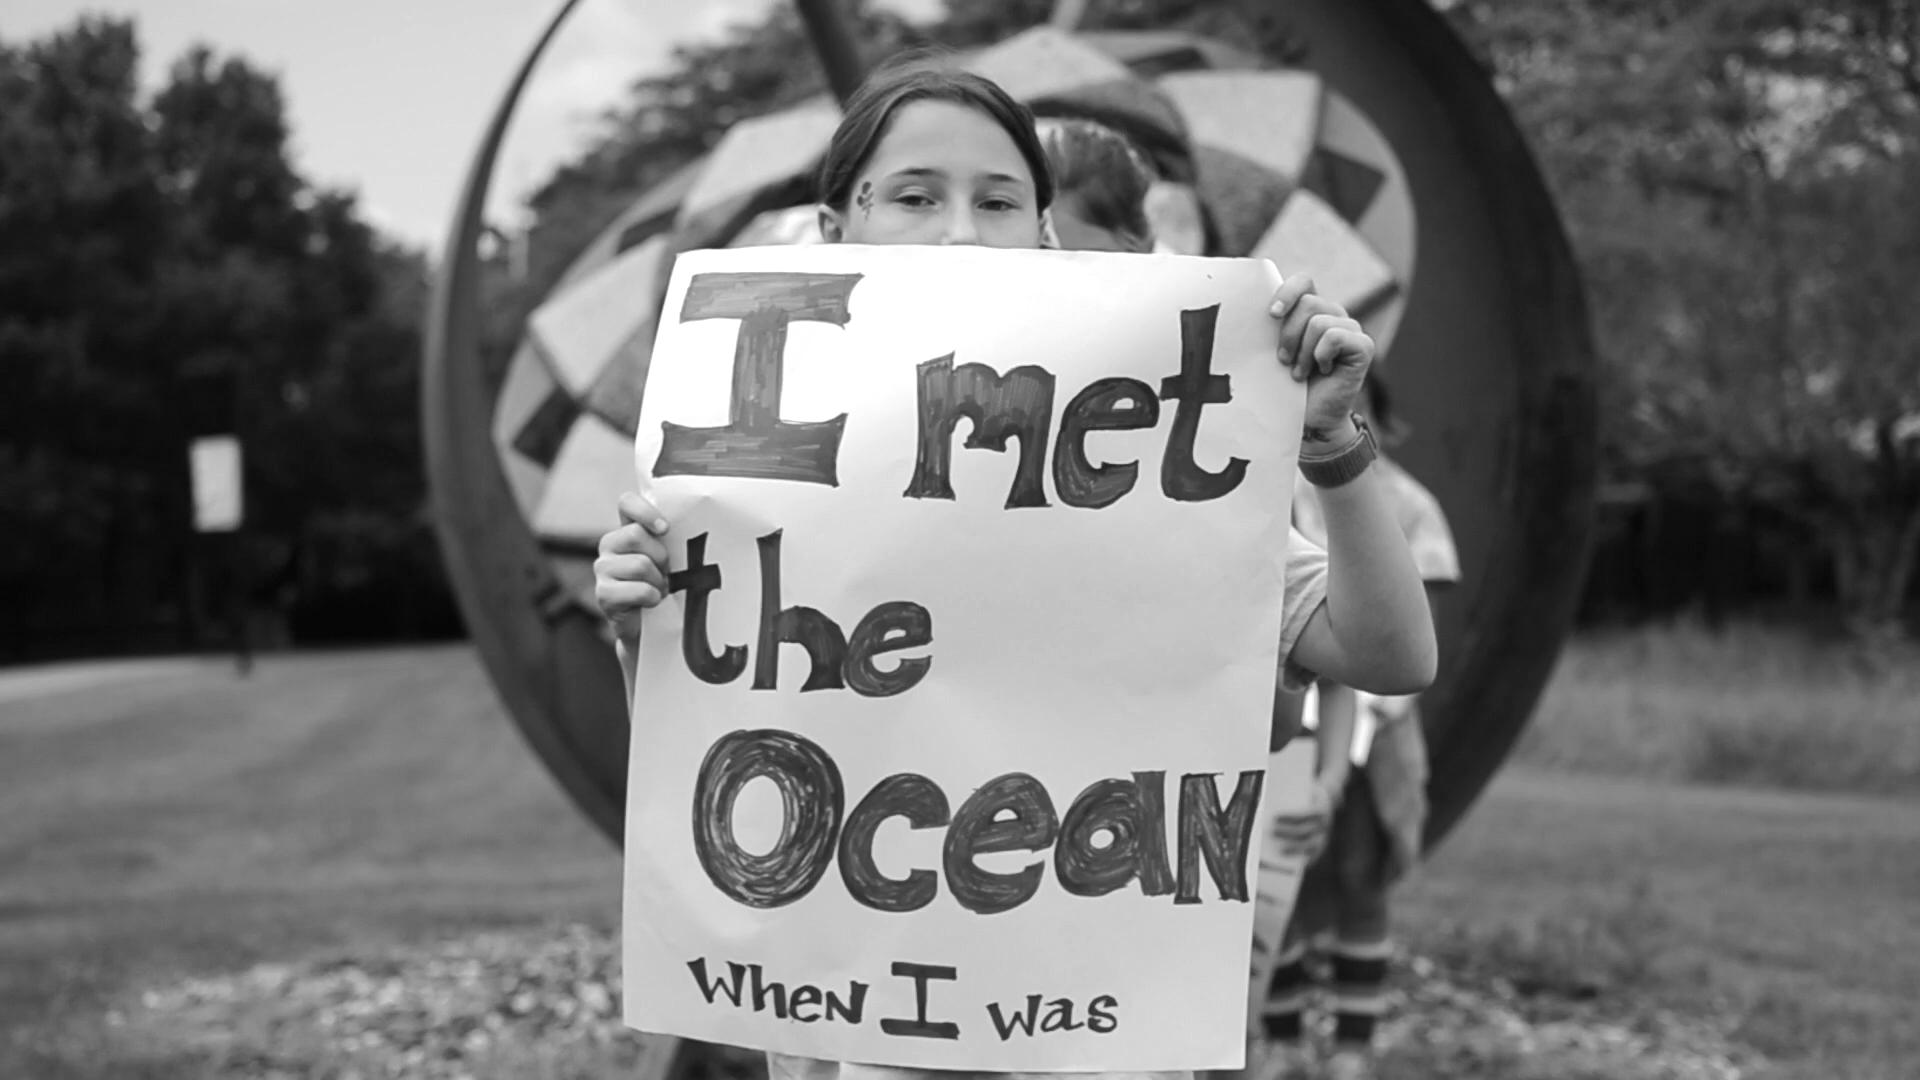 I met
the
Ocean
when I was